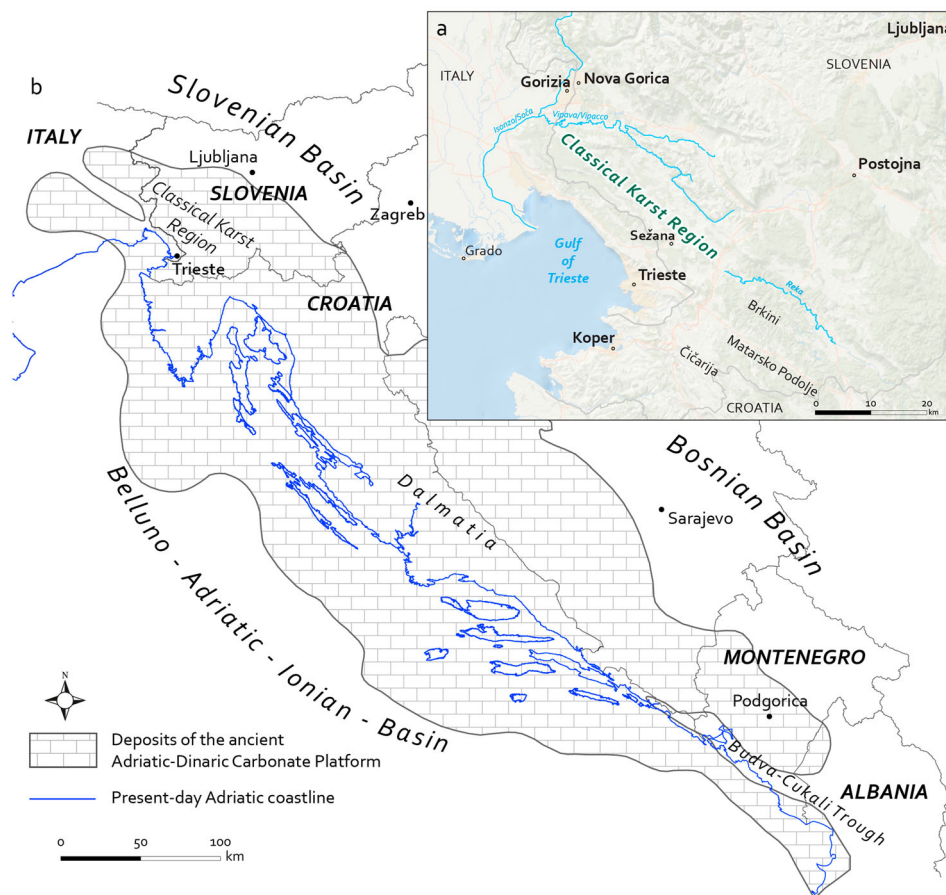 a
Ljubljana
ITALY
SLOVENIA
Gorizia
Nova Gorica
Isonzo/Soča
Vipava/Vipacco
Classical Karst Region
Postojna
Sežana
Grado
Gulf
of
Trieste
Trieste
Reka
Koper
Brkini
Matarsko Podolje
Čičarija
CROATIA
0 10 20
km
b
Slovenian Basin
ITALY
Ljubljana
SLOVENIA
Zagreb
Classical Karst
Region
Trieste
CROATIA
Dalmatia
Bosnian Basin
Sarajevo
Belluno - Adriatic - Ionian - Basin
MONTENEGRO
Podgorica
Budva-Cukali Trough
ALBANIA
N
Deposits of the ancient
Adriatic-Dinaric Carbonate Platform
Present-day Adriatic coastline
0 50 100
km